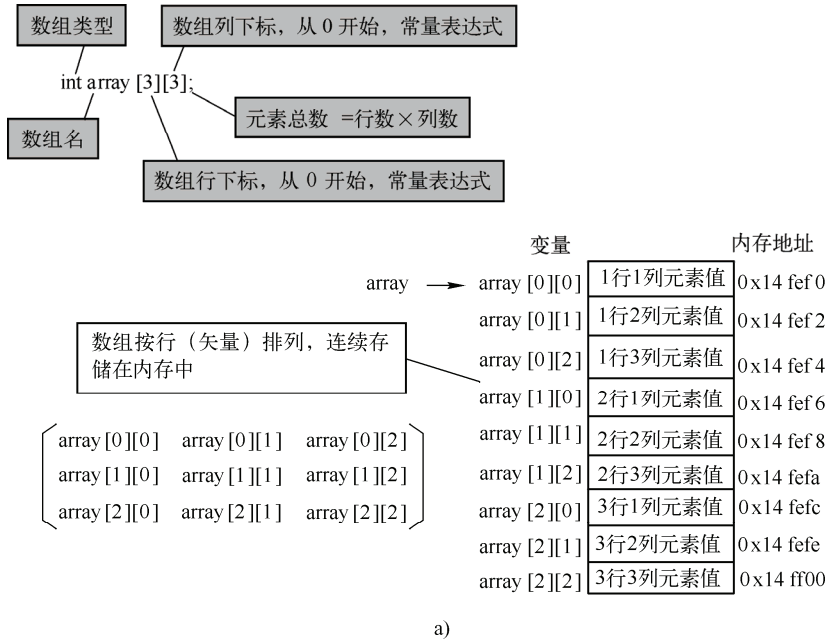 数组类型
数组列下标，从 0 开始，常量表达式
int array [3][3];
元素总数 =行数×列数
数组名
数组行下标，从 0 开始，常量表达式
变量 内存地址
array array [0][0] 1行1列元素值 0x14 fef 0
array [0][1] 1行2列元素值 0x14 fef 2
array [0][2] 1行3列元素值 0x14 fef 4
array [1][0] 2行1列元素值 0x14 fef 6
array [1][1] 2行2列元素值 0x14 fef 8
array [1][2] 2行3列元素值 0x14 fefa
array [2][0] 3行1列元素值 0x14 fefc
array [2][1] 3行2列元素值 0x14 fefe
array [2][2] 3行3列元素值 0x14 ff00
数组按行（矢量）排列，连续存
储在内存中
array [0][0] array [0][1] array [0][2]
array [1][0] array [1][1] array [1][2]
array [2][0] array [2][1] array [2][2]
a)